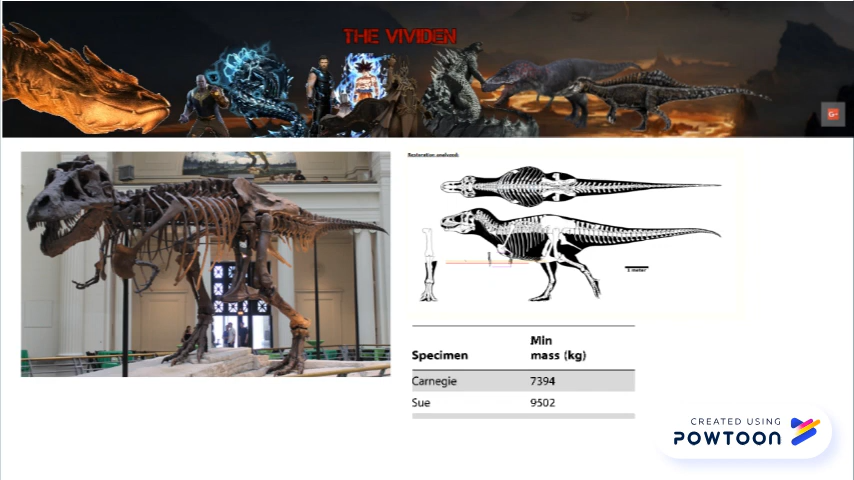 THE VIVIDEN
G+
Restoration analysed:
1 meter
Min
Specimen mass (kg)
Carnegie 7394
Sue 9502
CREATED USING
POWTOON